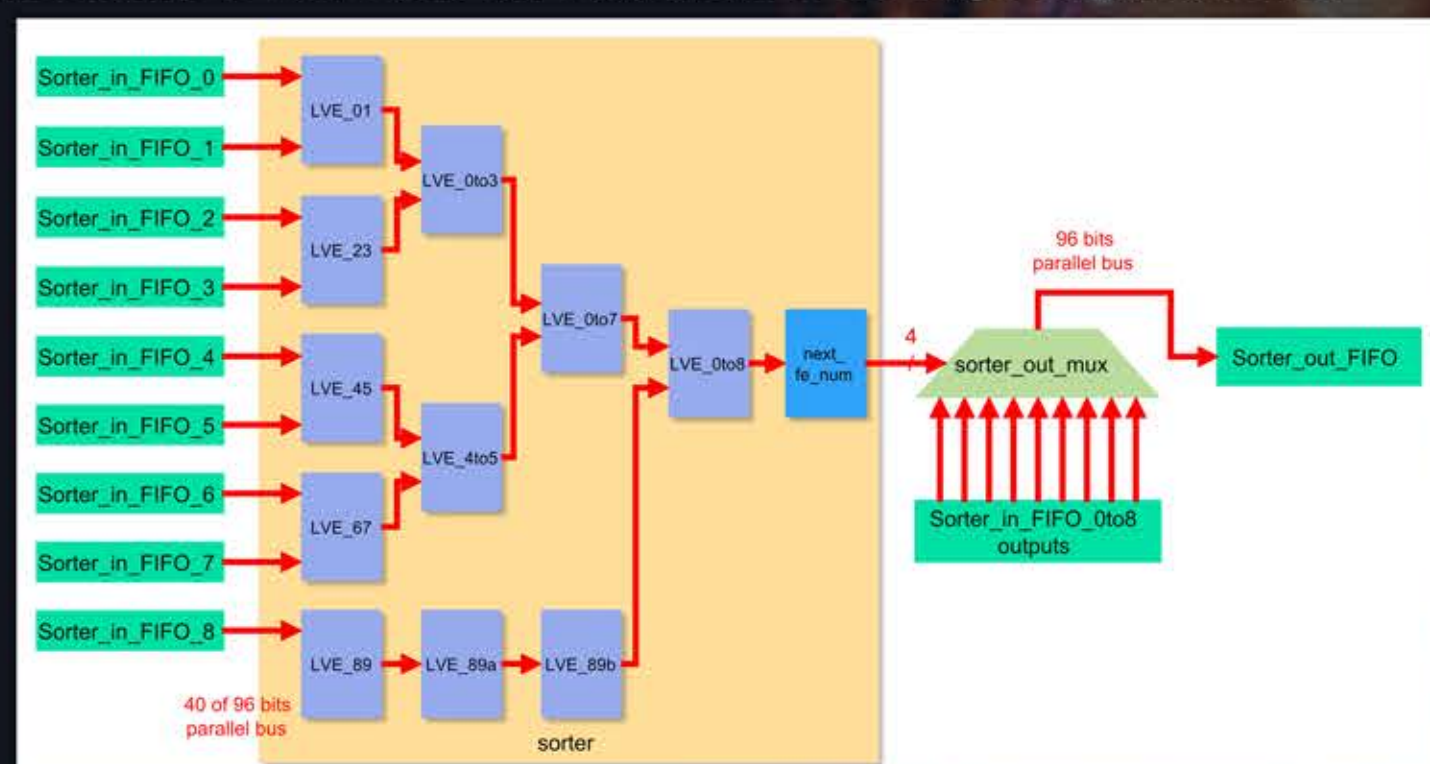 Sorter_in_FIFO_0
Sorter_in_FIFO_1
Sorter_in_FIFO_2
Sorter_in_FIFO_3
Sorter_in_FIFO_4
Sorter_in_FIFO_5
Sorter_in_FIFO_6
Sorter_in_FIFO_7
Sorter_in_FIFO_8
40 of 96 bits
parallel bus
LVE_01
LVE_23
LVE_45
LVE_67
LVE_89
LVE_0to3
LVE_4to5
LVE_89a
LVE_0to7
LVE_89b
LVE_0to8
next_
fe_num
sorter
4
sorter_out_mux
96 bits
parallel bus
Sorter_out_FIFO
Sorter_in_FIFO_0to8
outputs